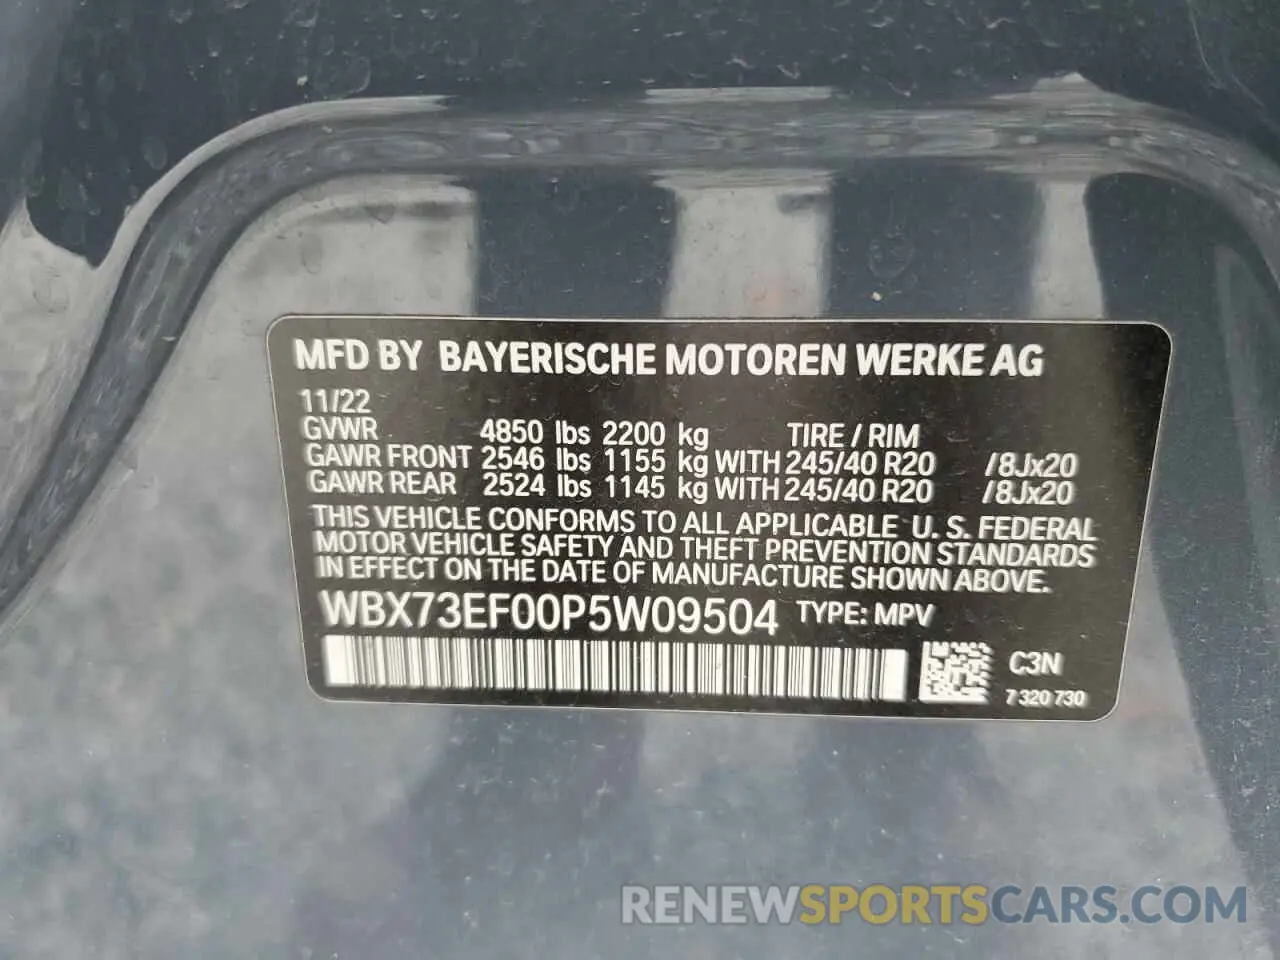 MFD BY BAYERISCHE MOTOREN WERKE AG
11/22
GVWR 4850 lbs 2200 kg TIRE / RIM
GAWR FRONT 2546 lbs 1155 kg WITH 245/40 R20 /8Jx20
GAWR REAR 2524 lbs 1145 kg WITH 245/40 R20 /8Jx20
THIS VEHICLE CONFORMS TO ALL APPLICABLE U. S. FEDERAL
MOTOR VEHICLE SAFETY AND THEFT PREVENTION STANDARDS
IN EFFECT ON THE DATE OF MANUFACTURE SHOWN ABOVE.
WBX73EF00P5W09504 TYPE: MPV
C3N
7 320 730
RENEWSPORTSCARS.COM